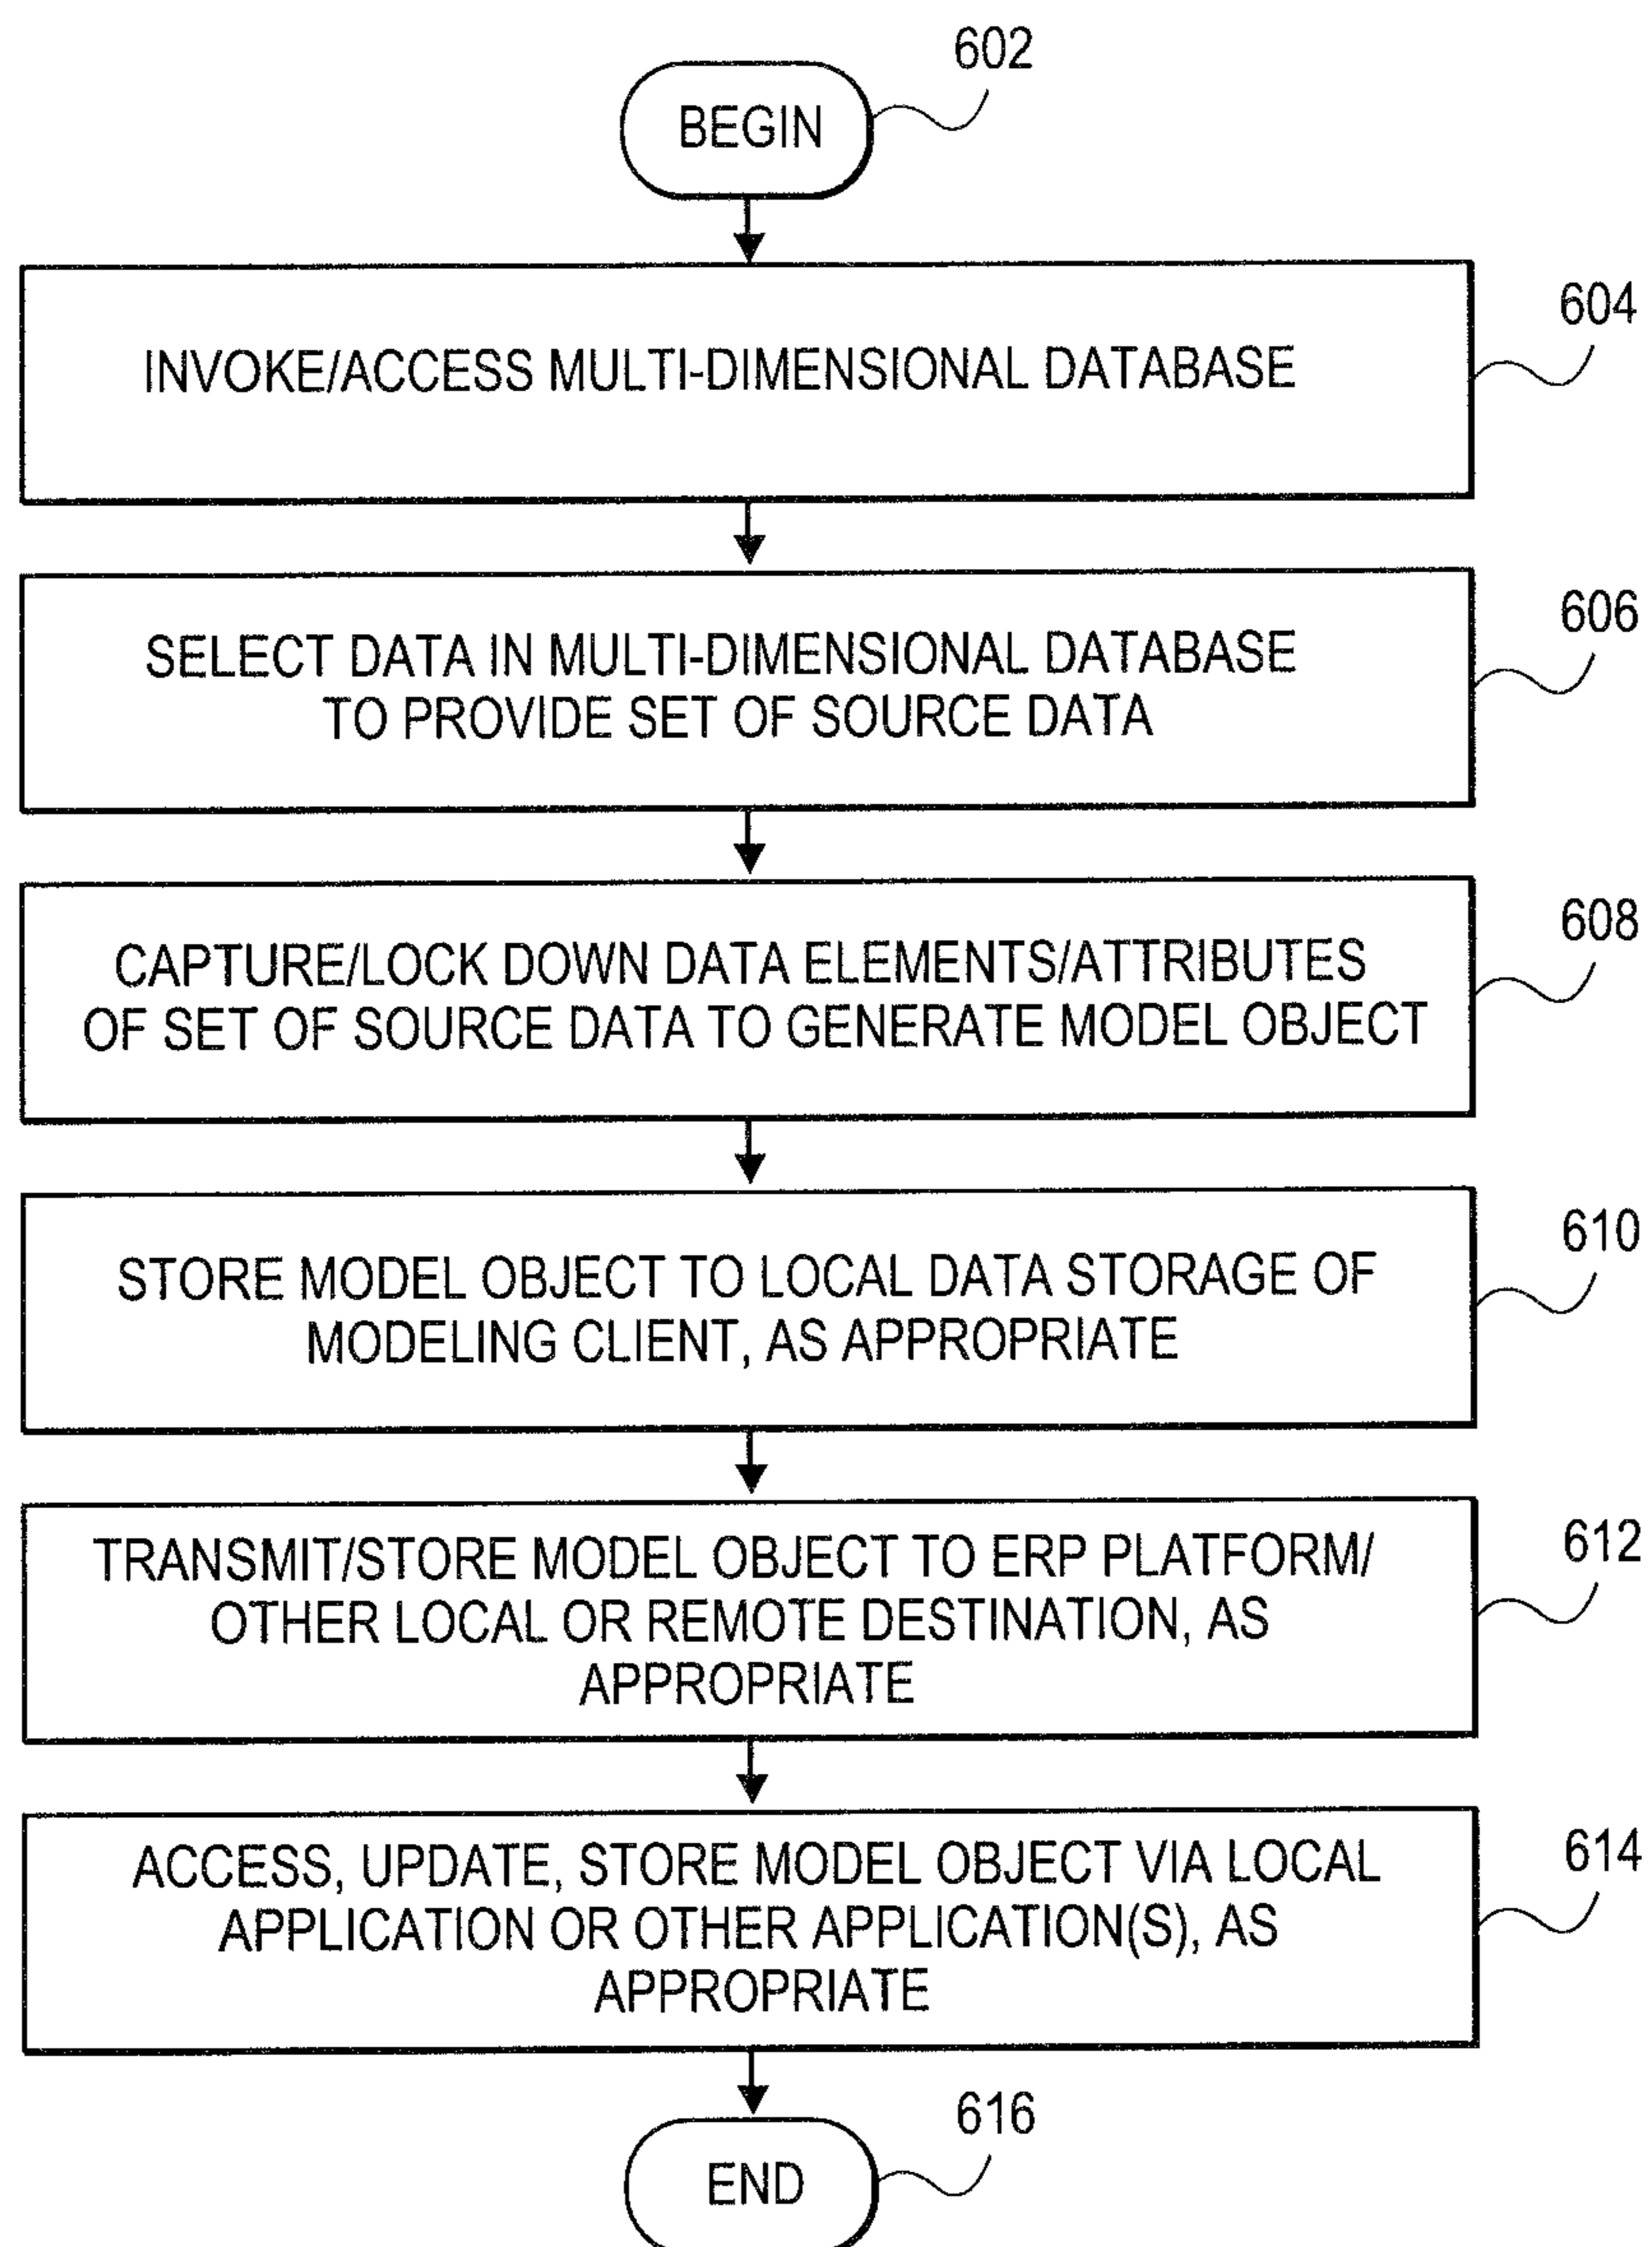 602
BEGIN
604
INVOKE/ACCESS MULTI-DIMENSIONAL DATABASE
606
SELECT DATA IN MULTI-DIMENSIONAL DATABASE
TO PROVIDE SET OF SOURCE DATA
608
CAPTURE/LOCK DOWN DATA ELEMENTS/ATTRIBUTES
OF SET OF SOURCE DATA TO GENERATE MODEL OBJECT
610
STORE MODEL OBJECT TO LOCAL DATA STORAGE OF
MODELING CLIENT, AS APPROPRIATE
612
TRANSMIT/STORE MODEL OBJECT TO ERP PLATFORM/
OTHER LOCAL OR REMOTE DESTINATION, AS
APPROPRIATE
614
ACCESS, UPDATE, STORE MODEL OBJECT VIA LOCAL
APPLICATION OR OTHER APPLICATION(S), AS
APPROPRIATE
616
END